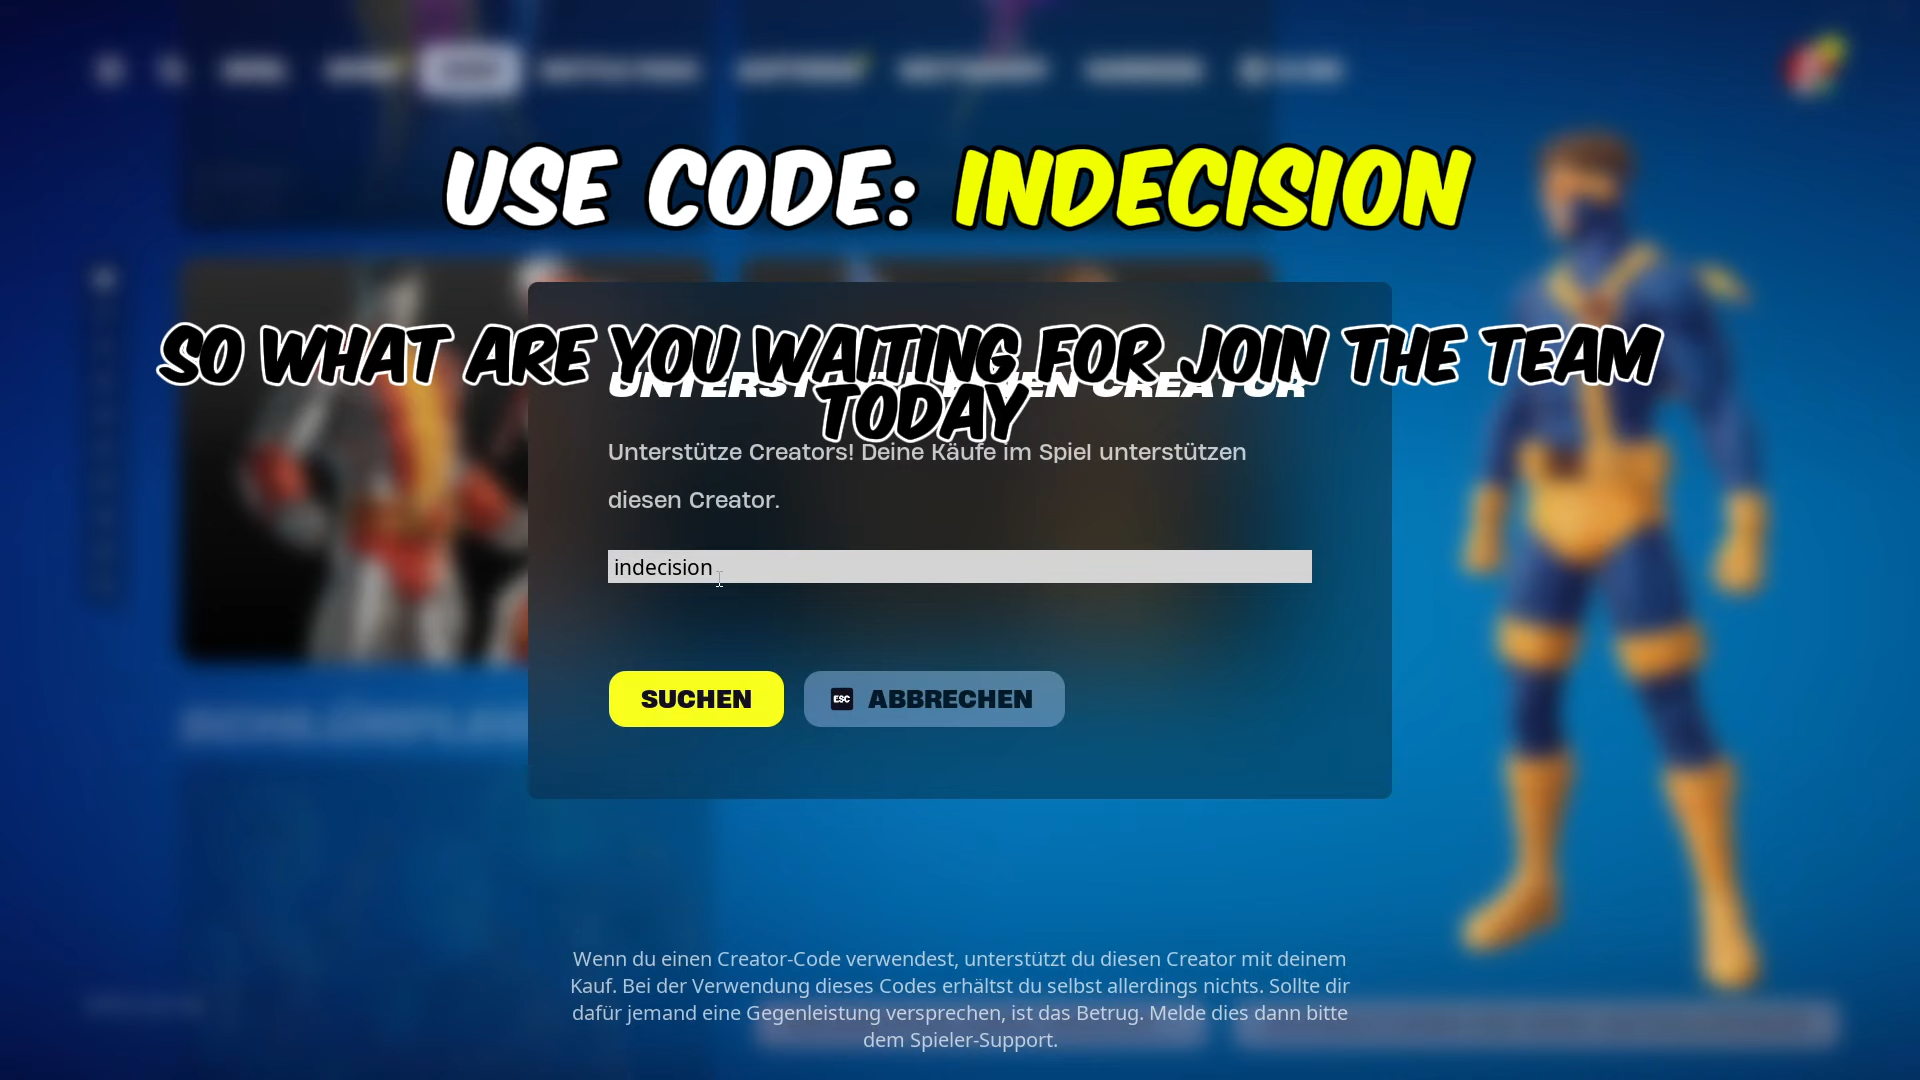 USE CODE: INDECISION
SO WHAT ARE YOU WAITING FOR JOIN THE TEAM
TODAY
CREATOR
Unterstütze Creators! Deine Käufe im Spiel unterstützen
diesen Creator.
indecision
SUCHEN
ESC ABBRECHEN
Wenn du einen Creator-Code verwendest, unterstützt du diesen Creator mit deinem
Kauf. Bei der Verwendung dieses Codes erhältst du selbst allerdings nichts. Sollte dir
dafür jemand eine Gegenleistung versprechen, ist das Betrug. Melde dies dann bitte
dem Spieler-Support.